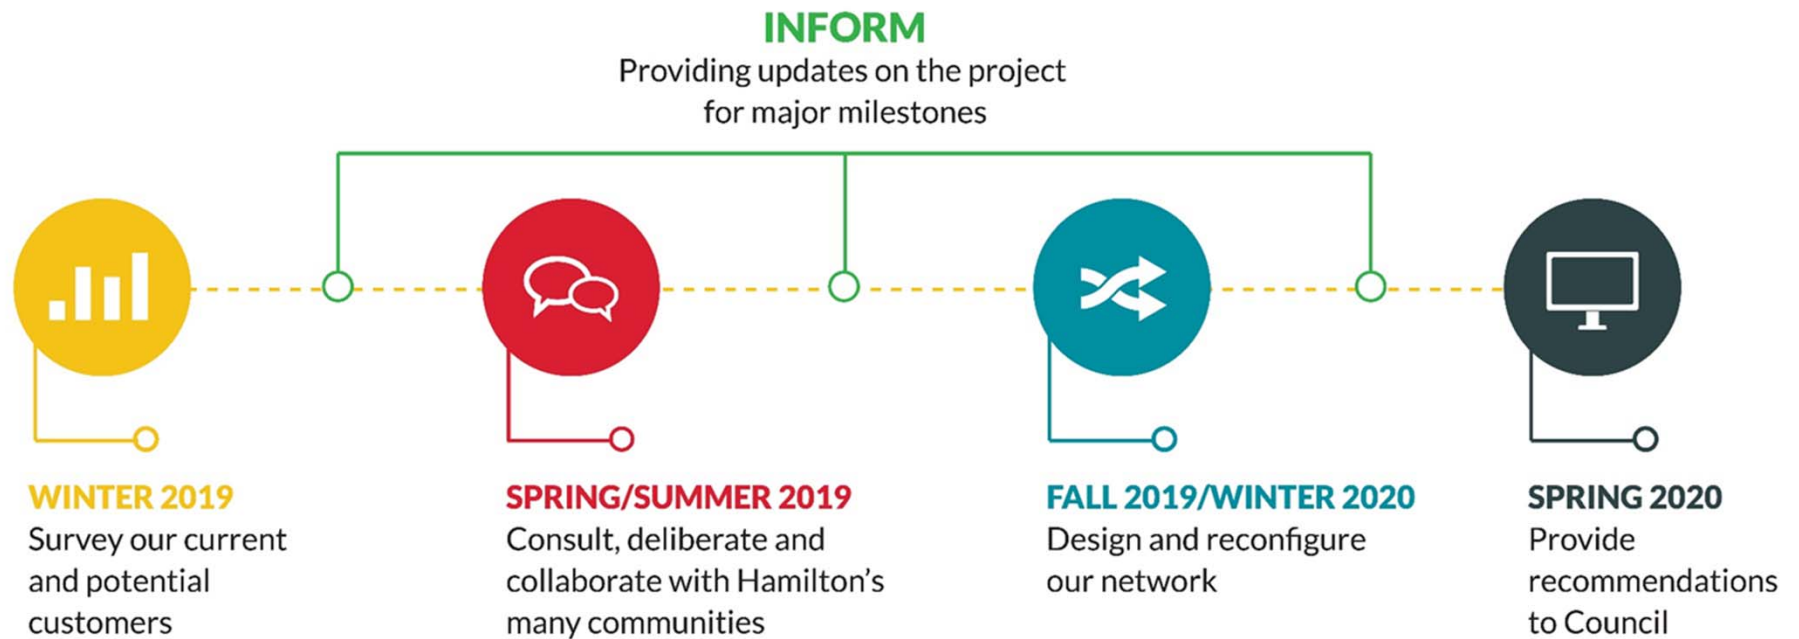 INFORM
Providing updates on the project
for major milestones
WINTER 2019
Survey our current
and potential
customers
SPRING/SUMMER 2019
Consult, deliberate and
collaborate with Hamilton’s
many communities
FALL 2019/WINTER 2020
Design and reconfigure
our network
SPRING 2020
Provide
recommendations
to Council